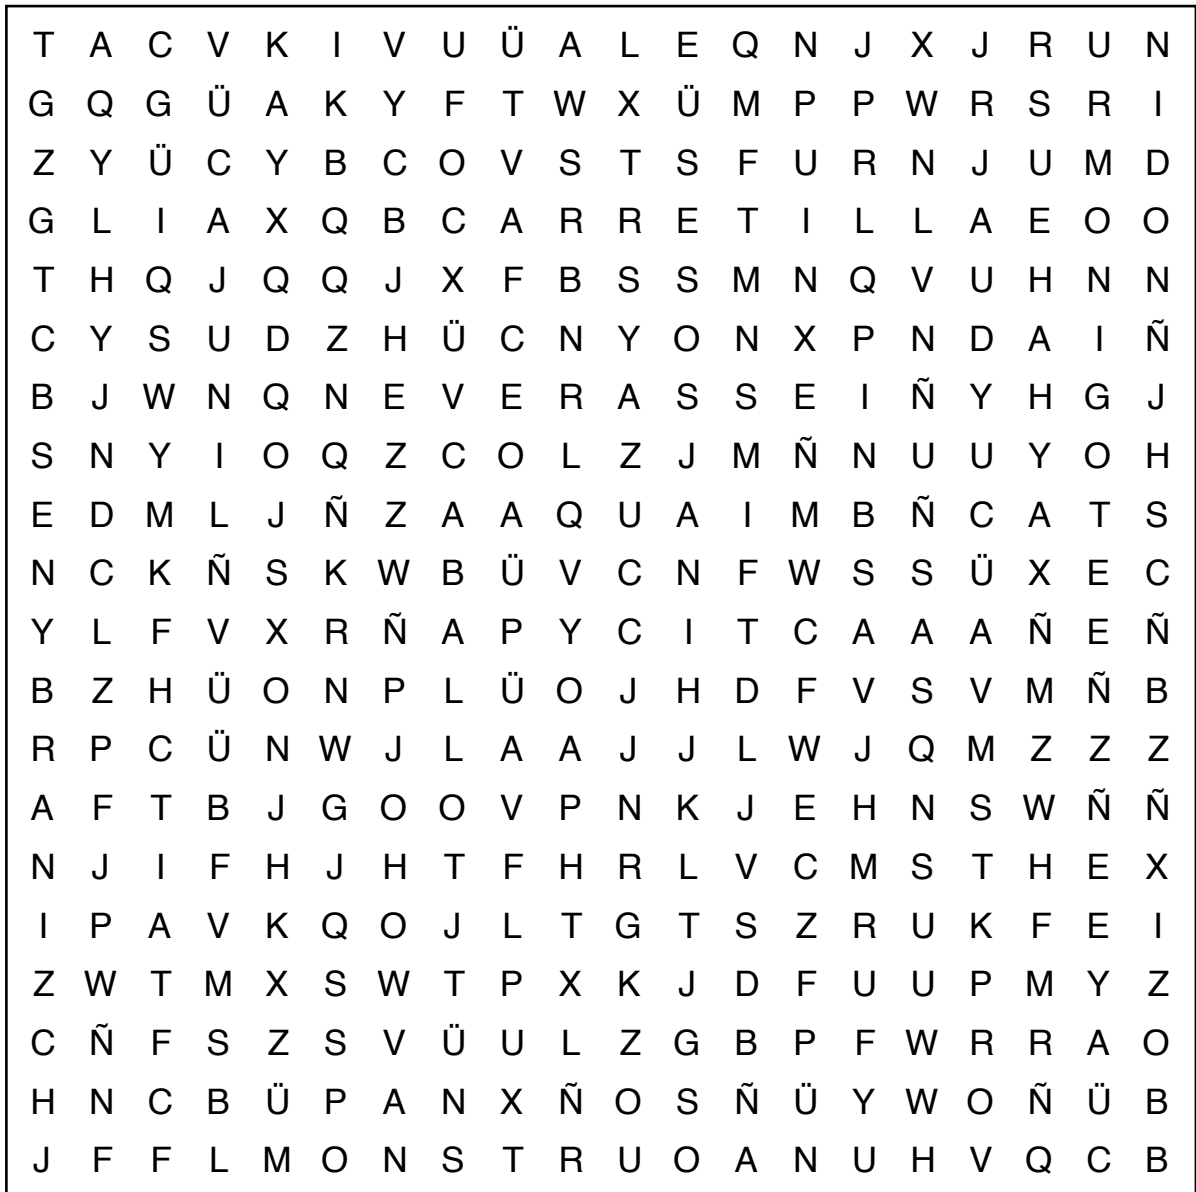 T A C V K I V U Ü A L E Q N J X J R U N
G Q G Ü A K Y F T W X Ü M P P W R S R I
Z Y Ü C Y B C O V S T S F U R N J U M D
G L I A X Q B C A R R E T I L L A E O O
T H Q J Q Q J X F B S S M N Q V U H N N
C Y S U D Z H Ü C N Y O N X P N D A I Ñ
B J W N Q N E V E R A S S E I Ñ Y H G J
S N Y I O Q Z C O L Z J M Ñ N U U Y O H
E D M L J Ñ Z A A Q U A I M B Ñ C A T S
N C K Ñ S K W B Ü V C N F W S S Ü X E C
Y L F V X R Ñ A P Y C I T C A A A Ñ E Ñ
B Z H Ü O N P L Ü O J H D F V S V M Ñ B
R P C Ü N W J L A A J J L W J Q M Z Z Z
A F T B J G O O V P N K J E H N S W Ñ Ñ
N J I F H J H T F H R L V C M S T H E X
I P A V K Q O J L T G T S Z R U K F E I
Z W T M X S W T P X K J D F U U P M Y Z
C Ñ F S Z S V Ü U L Z G B P F W R R A O
H N C B Ü P A N X Ñ O S Ñ Ü Y W O Ñ Ü B
J F F L M O N S T R U O A N U H V Q C B